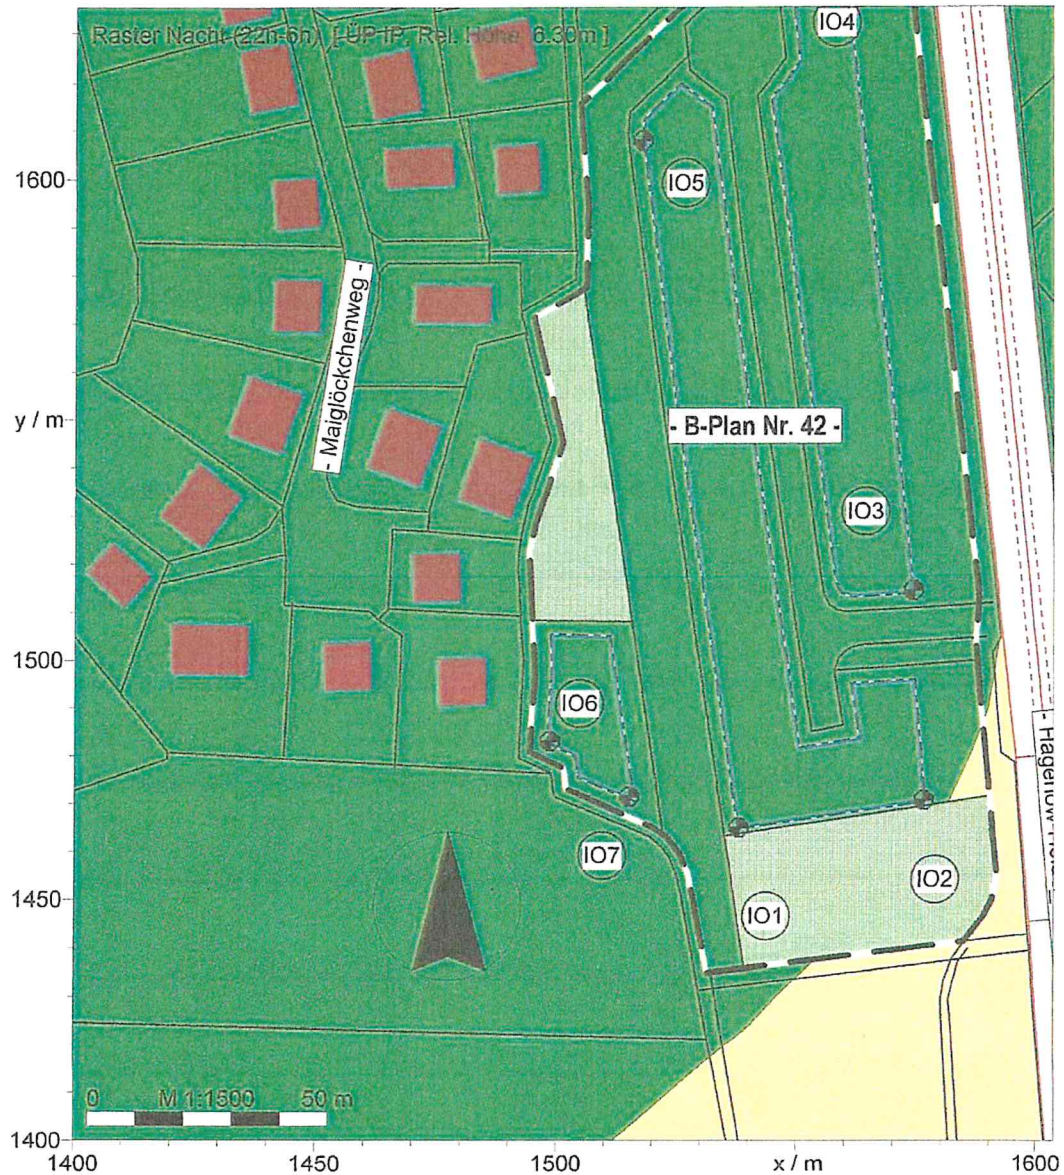 Raster Nacht (22h-6h) [ÜP IP, Rel. Höhe 6.30m ]
IO4
1600
IO5
- Maiglöckchenweg -
y / m
- B-Plan Nr. 42 -
IO3
1500
IO6
IO7
IO2
1450
IO1
0 M 1:1500 50 m
1400
1400 1450 1500 x / m 1600